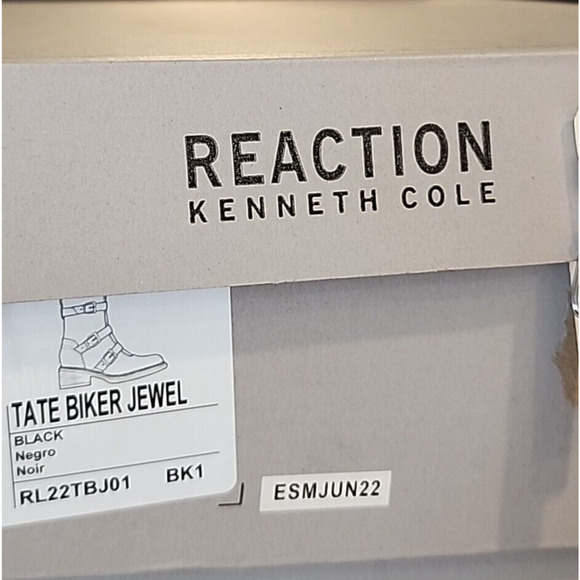 REACTION
KENNETH COLE
TATE BIKER JEWEL
BLACK
Negro
Noir
RL22TBJ01 BK1
ESMJUN22